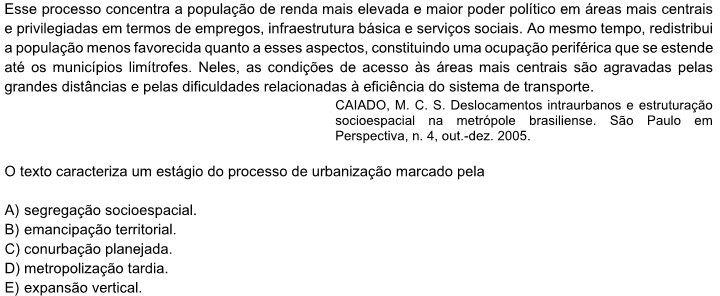 Esse processo concentra a população de renda mais elevada e maior poder político em áreas mais centrais
e privilegiadas em termos de empregos, infraestrutura básica e serviços sociais. Ao mesmo tempo, redistribui
a população menos favorecida quanto a esses aspectos, constituindo uma ocupação periférica que se estende
até os municípios limítrofes. Neles, as condições de acesso às áreas mais centrais são agravadas pelas
grandes distâncias e pelas dificuldades relacionadas à eficiência do sistema de transporte.
CAIADO, M. C. S. Deslocamentos intraurbanos e estruturação
socioespacial na metrópole brasiliense. São Paulo em
Perspectiva, n. 4, out.-dez. 2005.
O texto caracteriza um estágio do processo de urbanização marcado pela
A) segregação socioespacial.
B) emancipação territorial.
C) conurbação planejada.
D) metropolização tardia.
E) expansão vertical.